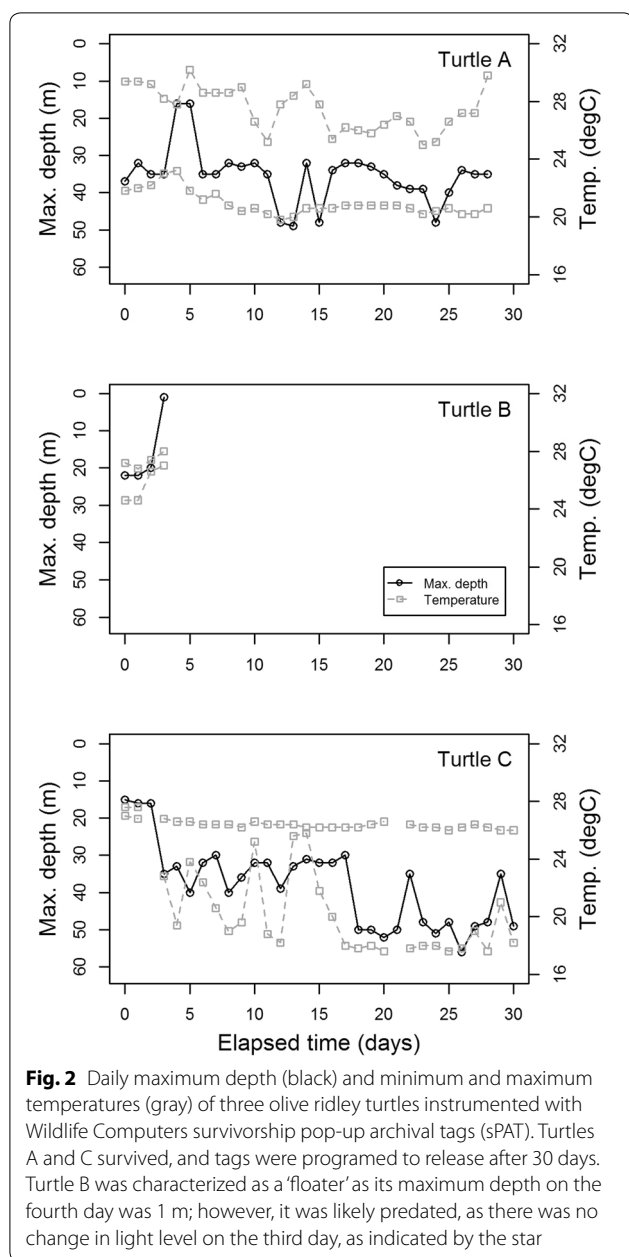 Turtle A
Max. depth (m)
0
10
20
30
40
50
60
Temp. (degC)
32
28
24
20
16
0 5 10 15 20 25 30
Turtle B
Max. depth (m)
0
10
20
30
40
50
60
Temp. (degC)
32
28
24
20
16
Max. depth
Temperature
0 5 10 15 20 25 30
Turtle C
Max. depth (m)
0
10
20
30
40
50
60
Temp. (degC)
32
28
24
20
16
0 5 10 15 20 25 30
Elapsed time (days)
Fig. 2 Daily maximum depth (black) and minimum and maximum
temperatures (gray) of three olive ridley turtles instrumented with
Wildlife Computers survivorship pop-up archival tags (sPAT). Turtles
A and C survived, and tags were programed to release after 30 days.
Turtle B was characterized as a ‘floater’ as its maximum depth on the
fourth day was 1 m; however, it was likely predated, as there was no
change in light level on the third day, as indicated by the star